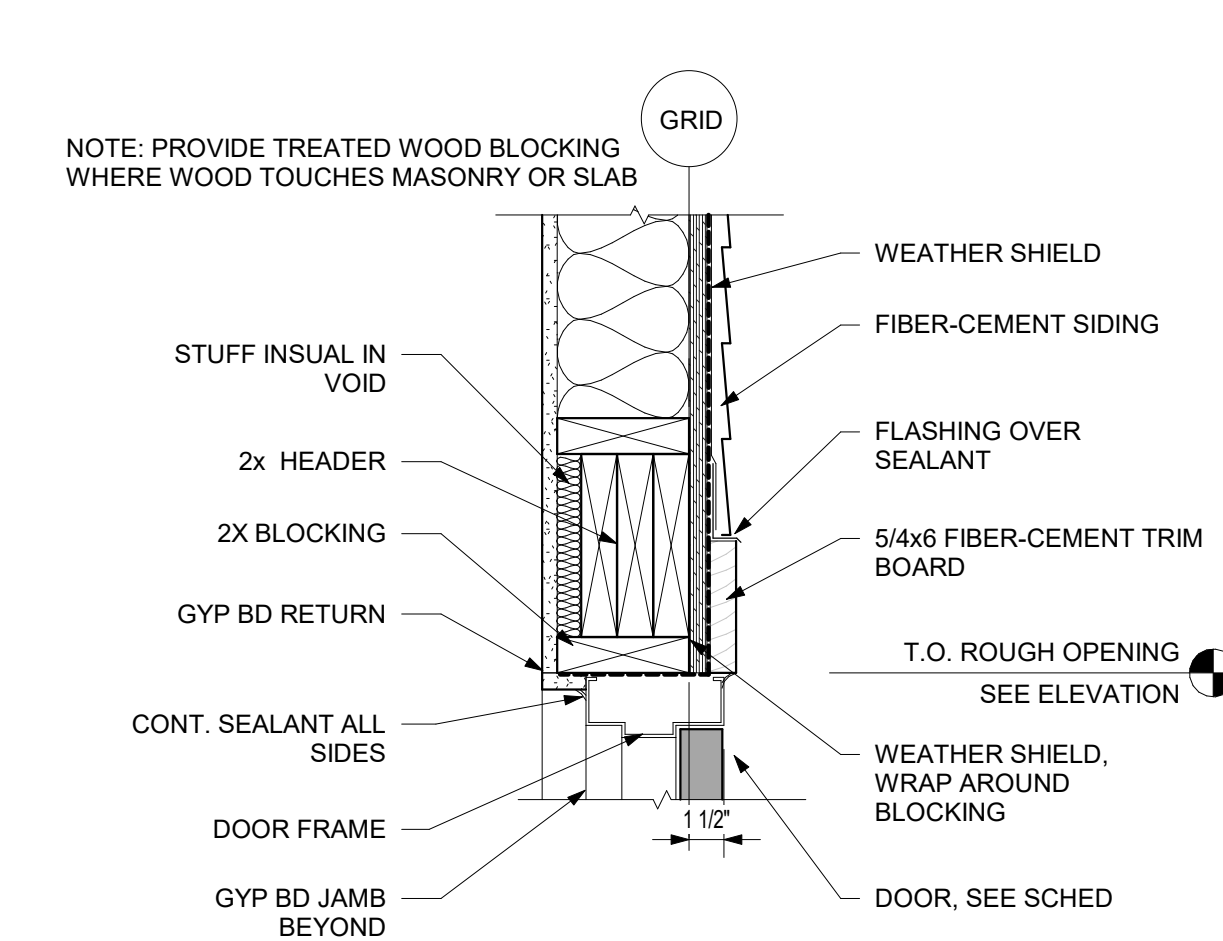 GRID
NOTE: PROVIDE TREATED WOOD BLOCKING
WHERE WOOD TOUCHES MASONRY OR SLAB
STUFF INSUAL IN
VOID
2x HEADER
2X BLOCKING
GYP BD RETURN
CONT. SEALANT ALL
SIDES
DOOR FRAME
GYP BD JAMB
BEYOND
WEATHER SHIELD
FIBER-CEMENT SIDING
FLASHING OVER
SEALANT
5/4x6 FIBER-CEMENT TRIM
BOARD
T.O. ROUGH OPENING
SEE ELEVATION
WEATHER SHIELD,
WRAP AROUND
BLOCKING
1 1/2"
DOOR, SEE SCHED